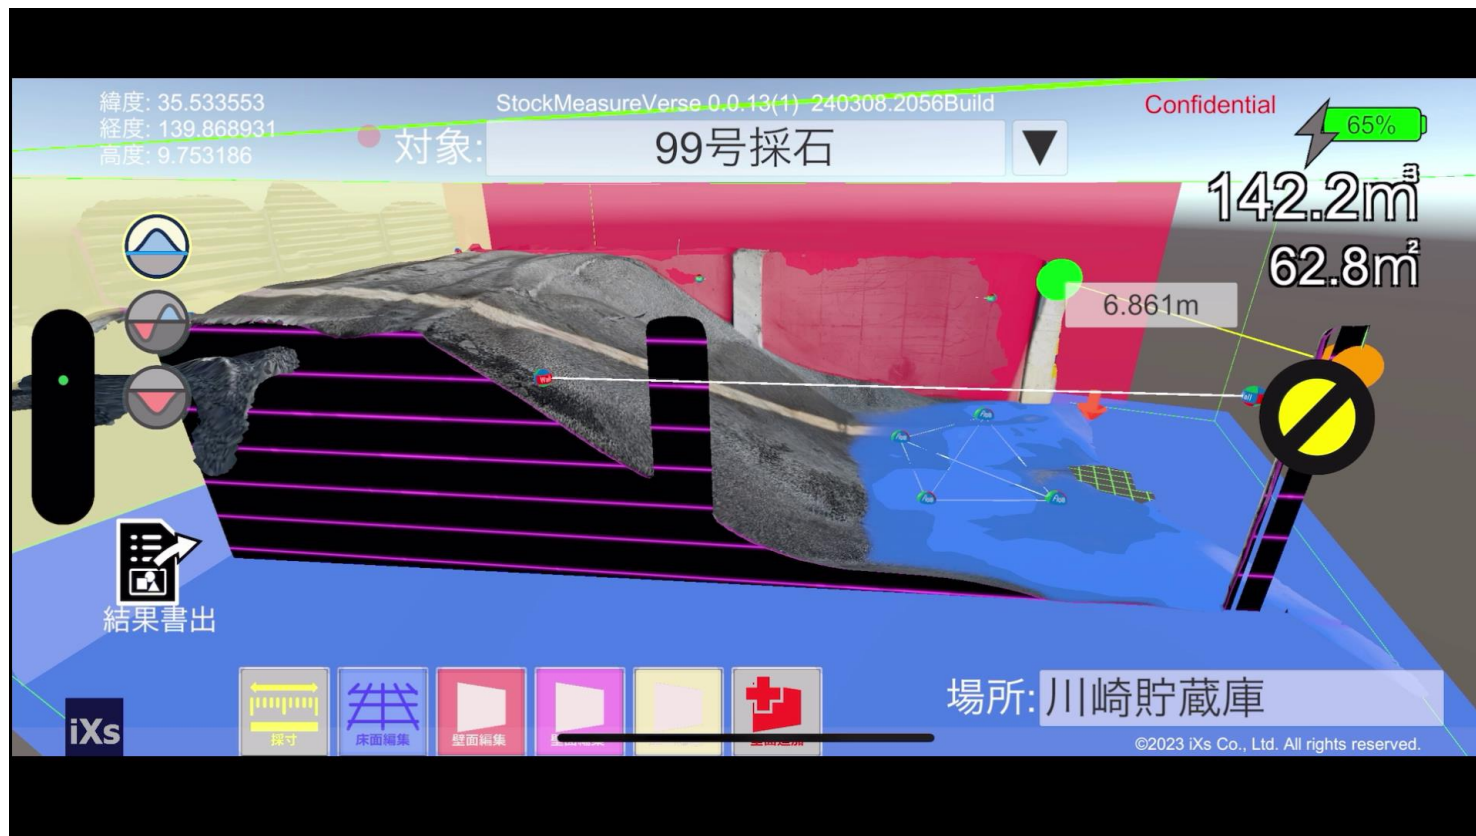 緯度: 35.533553
経度: 139.868931
高度: 9.753186
StockMeasureVerse 0.0.13(1) 240308.2056Build
Confidential
65%
対象:
99号採石
▼
142.2m³
62.8m²
6.861m
Wall
結果書出
採寸
床面編集
壁面編集
場所:
川崎貯蔵庫
iXs
©2023 iXs Co., Ltd. All rights reserved.